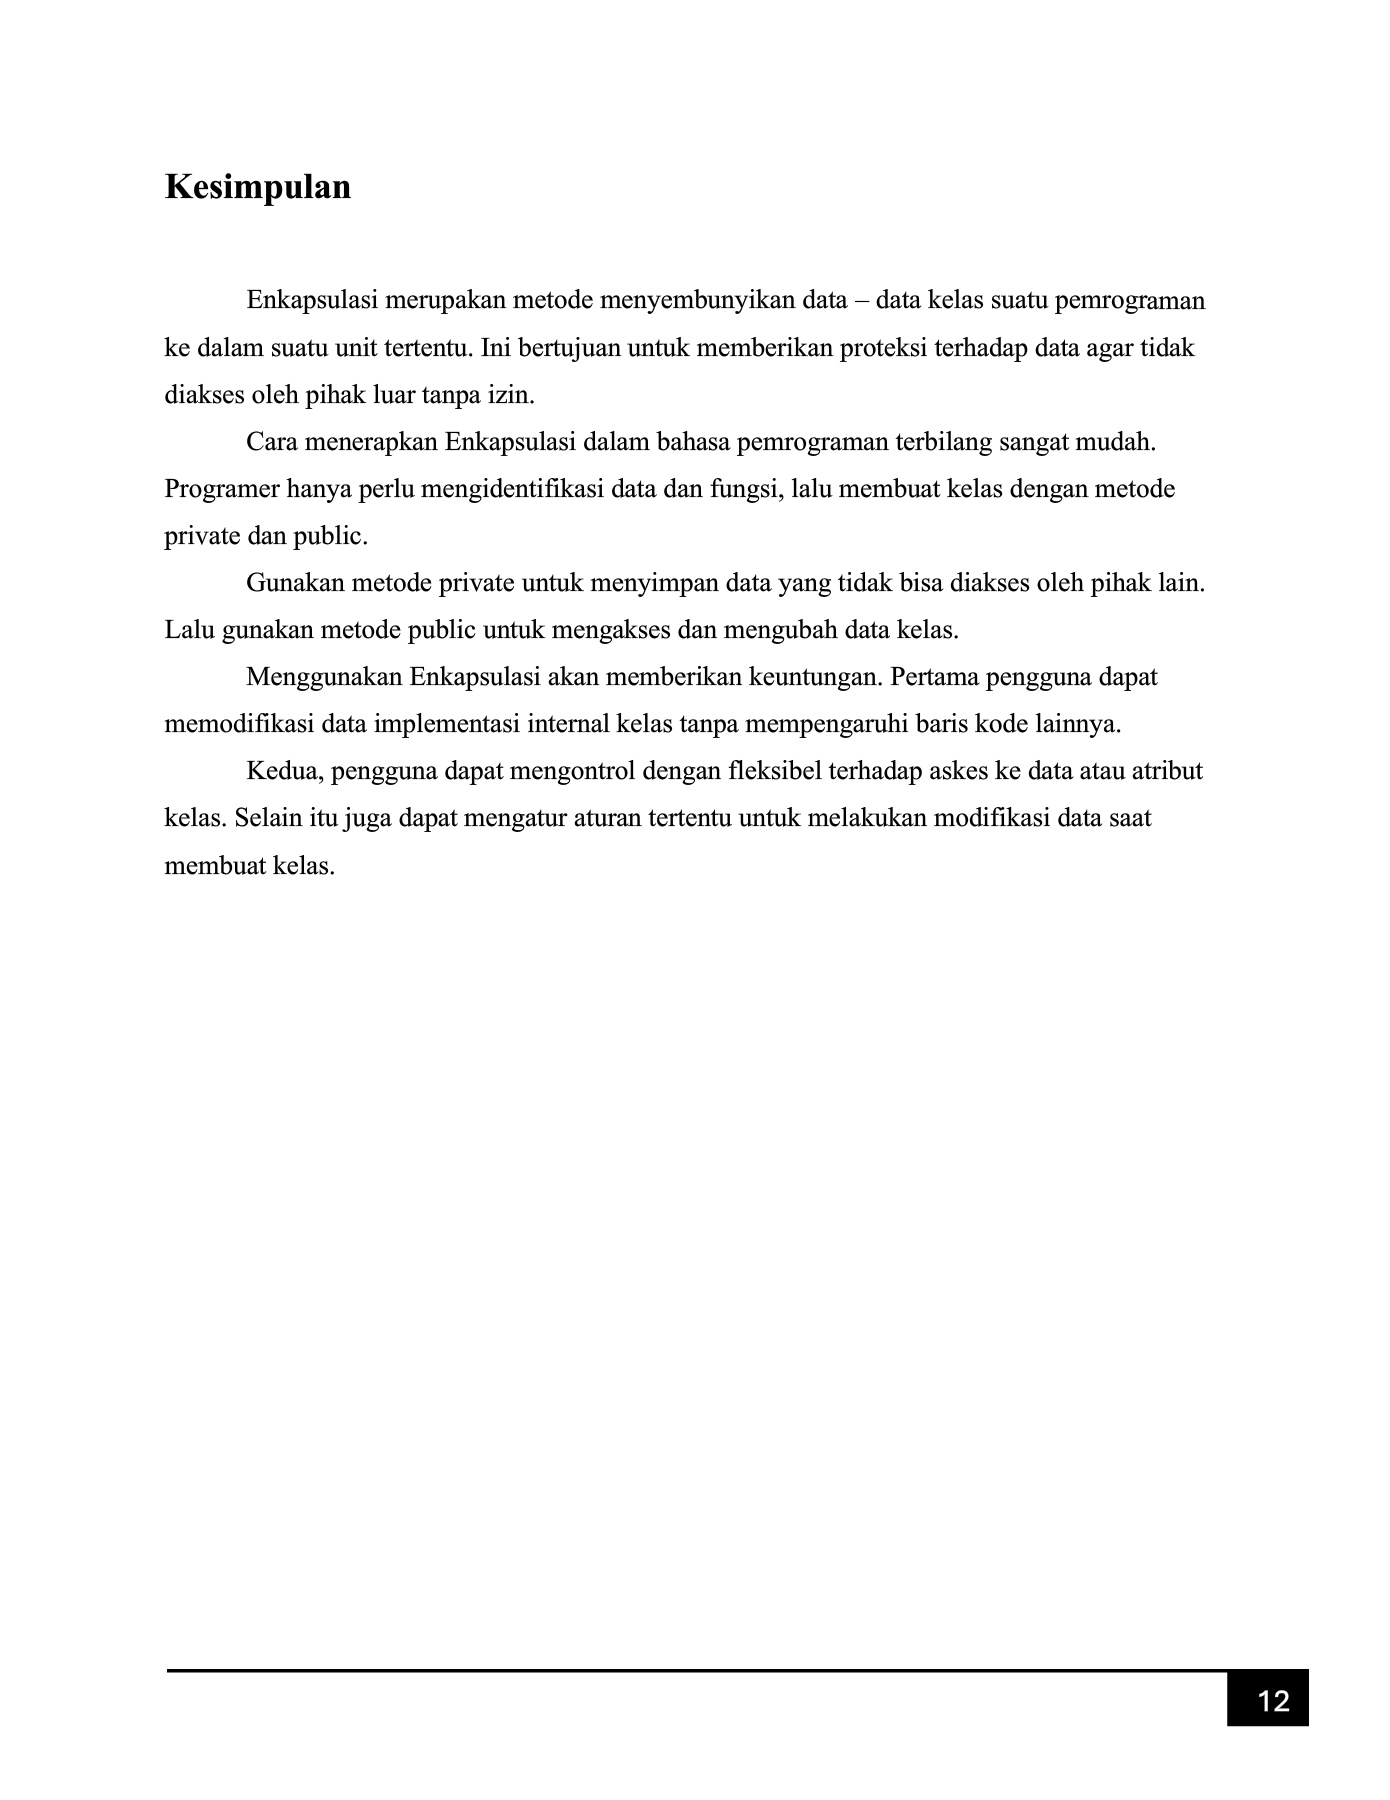 Kesimpulan
Enkapsulasi merupakan metode menyembunyikan data – data kelas suatu pemrograman
ke dalam suatu unit tertentu. Ini bertujuan untuk memberikan proteksi terhadap data agar tidak
diakses oleh pihak luar tanpa izin.
Cara menerapkan Enkapsulasi dalam bahasa pemrograman terbilang sangat mudah.
Programer hanya perlu mengidentifikasi data dan fungsi, lalu membuat kelas dengan metode
private dan public.
Gunakan metode private untuk menyimpan data yang tidak bisa diakses oleh pihak lain.
Lalu gunakan metode public untuk mengakses dan mengubah data kelas.
Menggunakan Enkapsulasi akan memberikan keuntungan. Pertama pengguna dapat
memodifikasi data implementasi internal kelas tanpa mempengaruhi baris kode lainnya.
Kedua, pengguna dapat mengontrol dengan fleksibel terhadap askes ke data atau atribut
kelas. Selain itu juga dapat mengatur aturan tertentu untuk melakukan modifikasi data saat
membuat kelas.
12